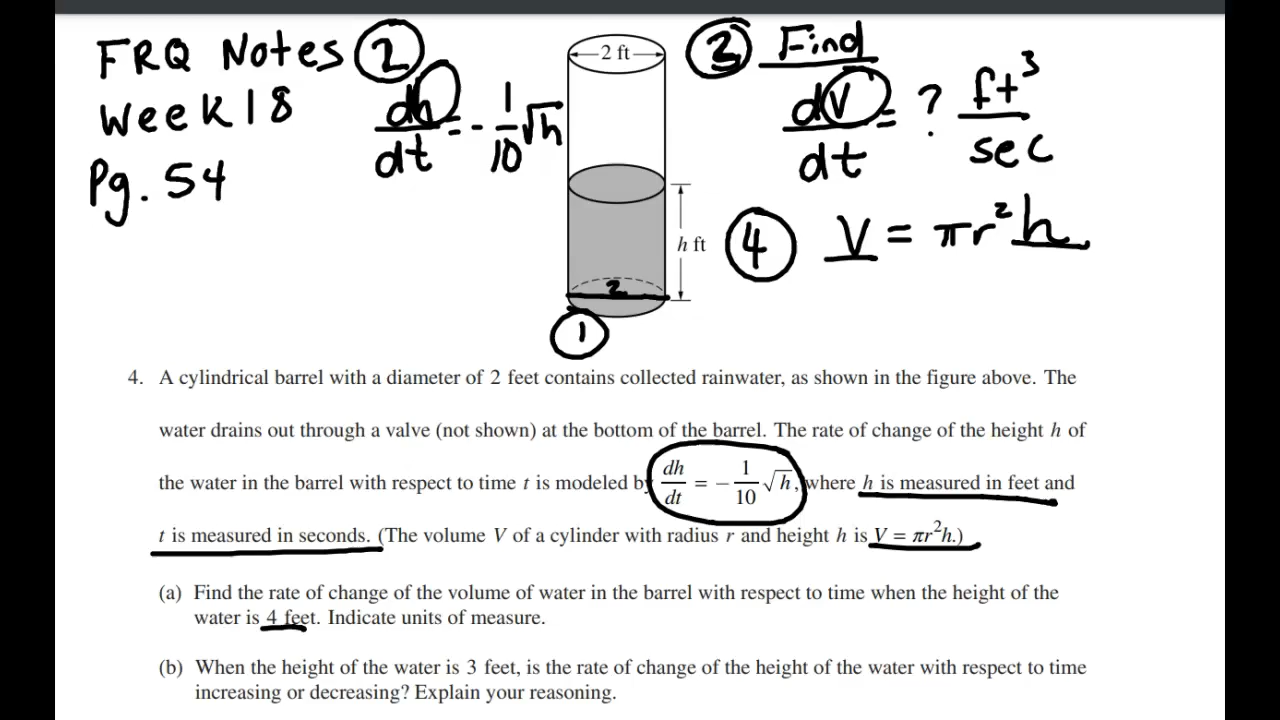 FRQ Notes
Week 18
Pg. 54
②
dh/dt = - 1/10 √h
2 ft
h ft
2
①
③ Find
dV/dt = ? ft³/sec
④ V = πr²h
4. A cylindrical barrel with a diameter of 2 feet contains collected rainwater, as shown in the figure above. The
water drains out through a valve (not shown) at the bottom of the barrel. The rate of change of the height h of
the water in the barrel with respect to time t is modeled by dh/dt = - 1/10 √h, where h is measured in feet and
t is measured in seconds. (The volume V of a cylinder with radius r and height h is V = πr²h.)
(a) Find the rate of change of the volume of water in the barrel with respect to time when the height of the
water is 4 feet. Indicate units of measure.
(b) When the height of the water is 3 feet, is the rate of change of the height of the water with respect to time
increasing or decreasing? Explain your reasoning.